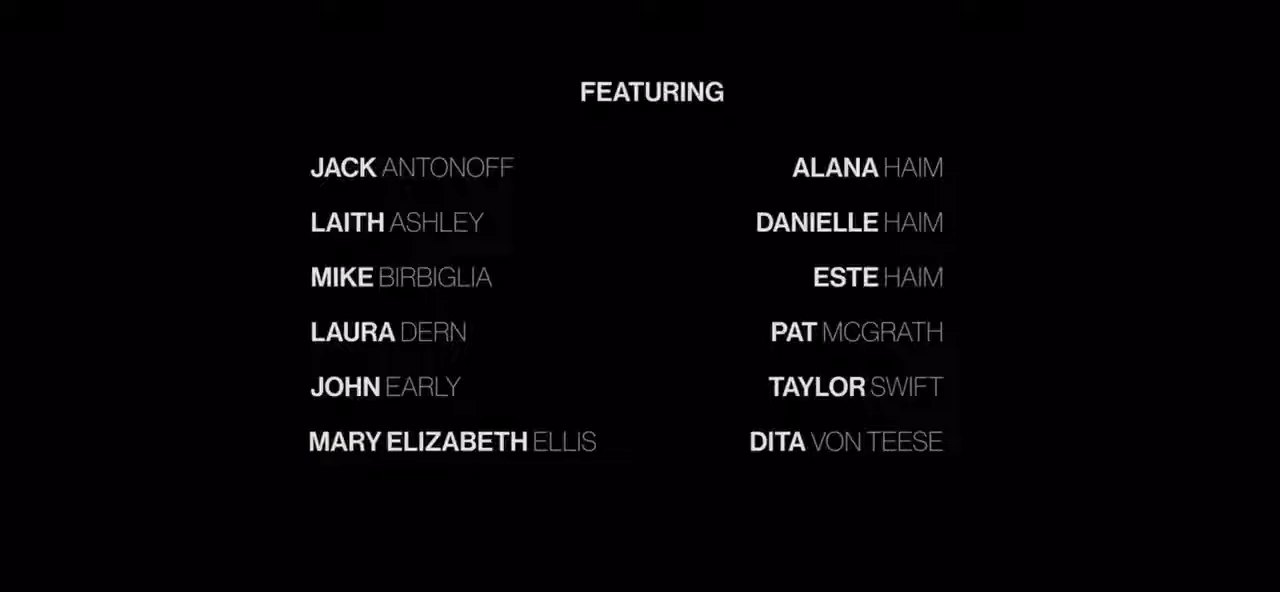 FEATURING
JACK ANTONOFF
LAITH ASHLEY
MIKE BIRBIGLIA
LAURA DERN
JOHN EARLY
MARY ELIZABETH ELLIS
ALANA HAIM
DANIELLE HAIM
ESTE HAIM
PAT MCGRATH
TAYLOR SWIFT
DITA VON TEESE